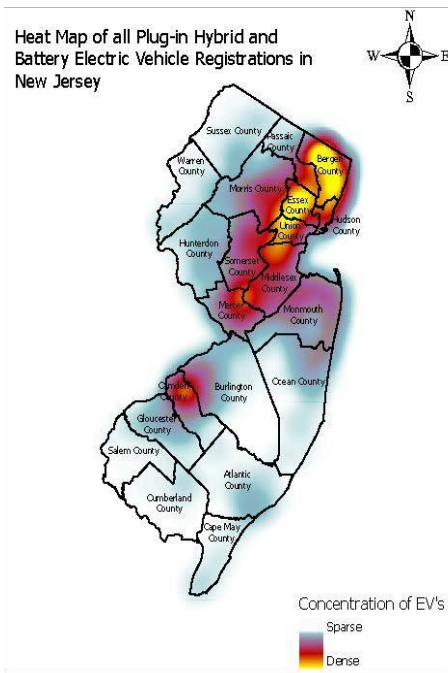 Heat Map of all Plug-in Hybrid and
Battery Electric Vehicle Registrations in
New Jersey
N
W
E
S
Sussex County
Passaic
County
Bergen
County
Warren
County
Morris County
Essex
County
Hudson
County
Union
County
Hunterdon
County
Somerset
County
Middlesex
County
Mercer
County
Monmouth
County
Ocean County
Camden
County
Burlington
County
Gloucester
County
Salem County
Atlantic
County
Cumberland
County
Cape May
County
Concentration of EV's
Sparse
Dense